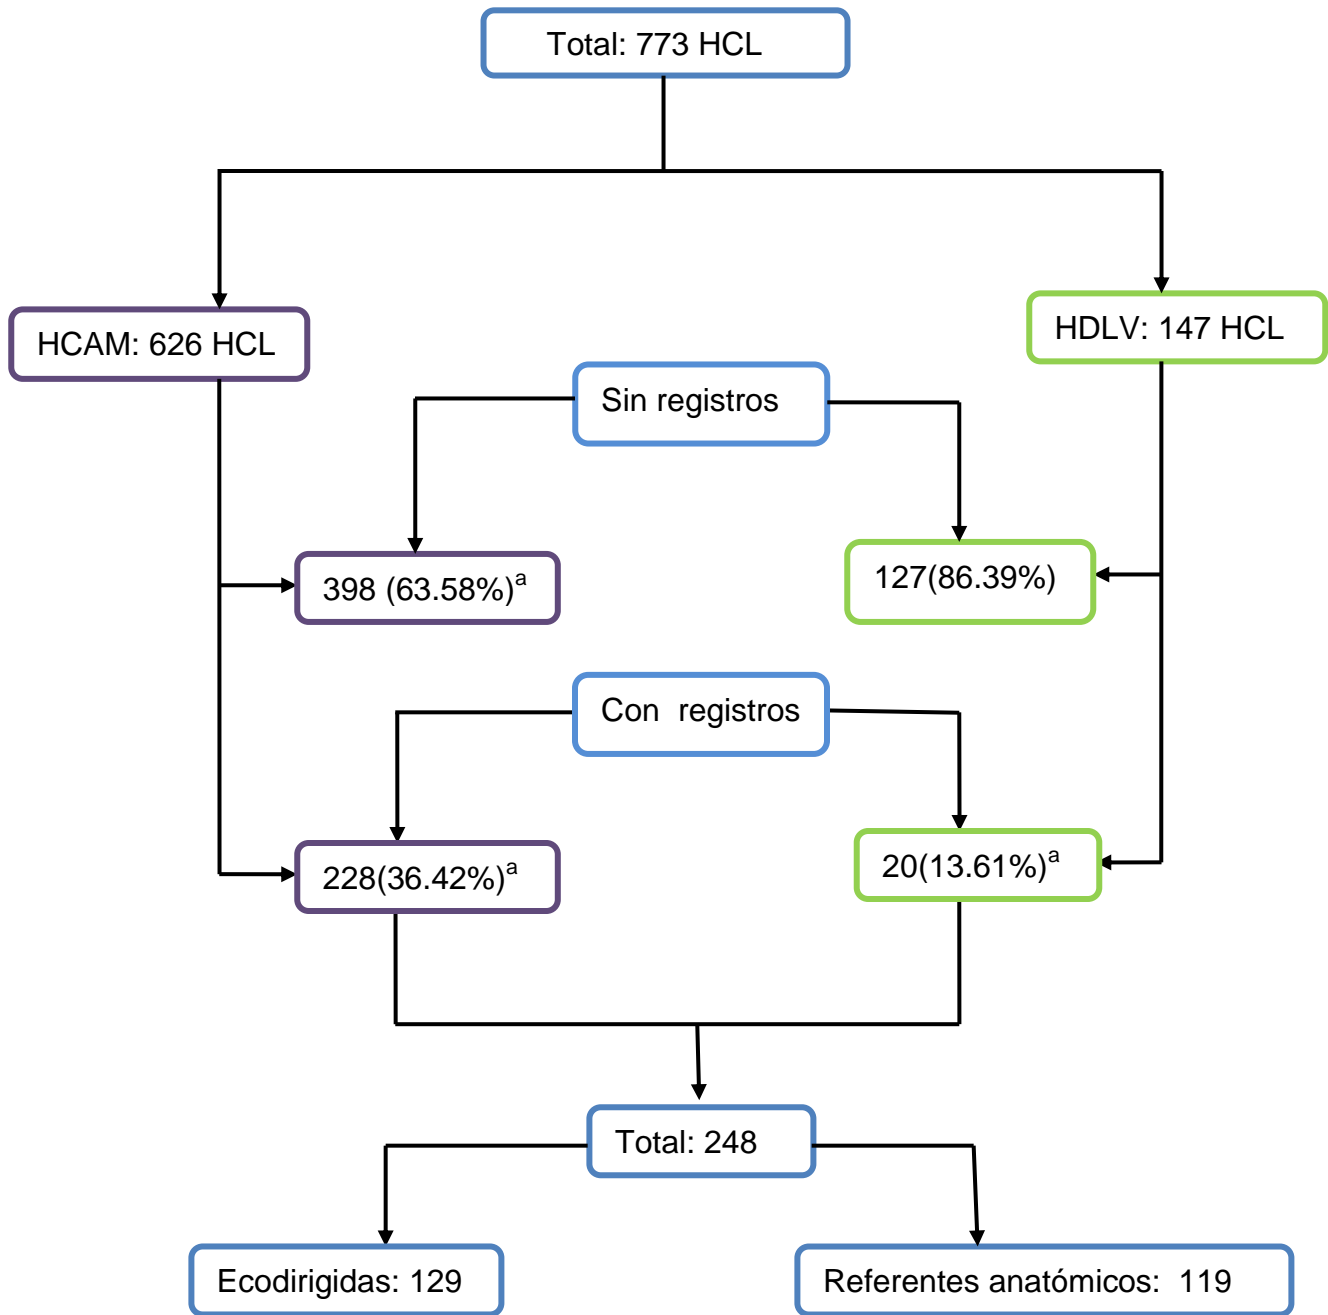 Total: 773 HCL
HCAM: 626 HCL
HDLV: 147 HCL
Sin registros
398 (63.58%)ᵃ
127(86.39%)
Con  registros
228(36.42%)ᵃ
20(13.61%)ᵃ
Total: 248
Ecodirigidas: 129
Referentes anatómicos:  119